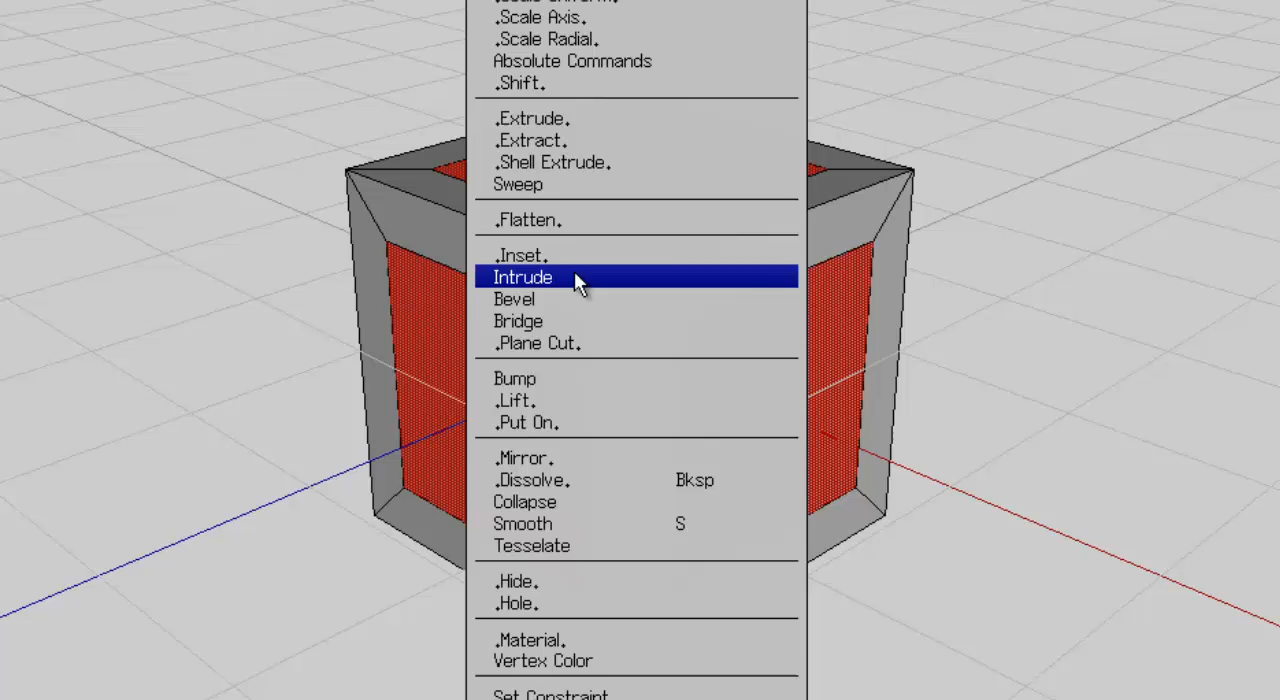 .Scale Axis.
.Scale Radial.
Absolute Commands
.Shift.
.Extrude.
.Extract.
.Shell Extrude.
Sweep
.Flatten.
.Inset.
Intrude
Bevel
Bridge
.Plane Cut.
Bump
.Lift.
.Put On.
.Mirror.
.Dissolve. Bksp
Collapse
Smooth S
Tesselate
.Hide.
.Hole.
.Material.
Vertex Color
Set Constraint